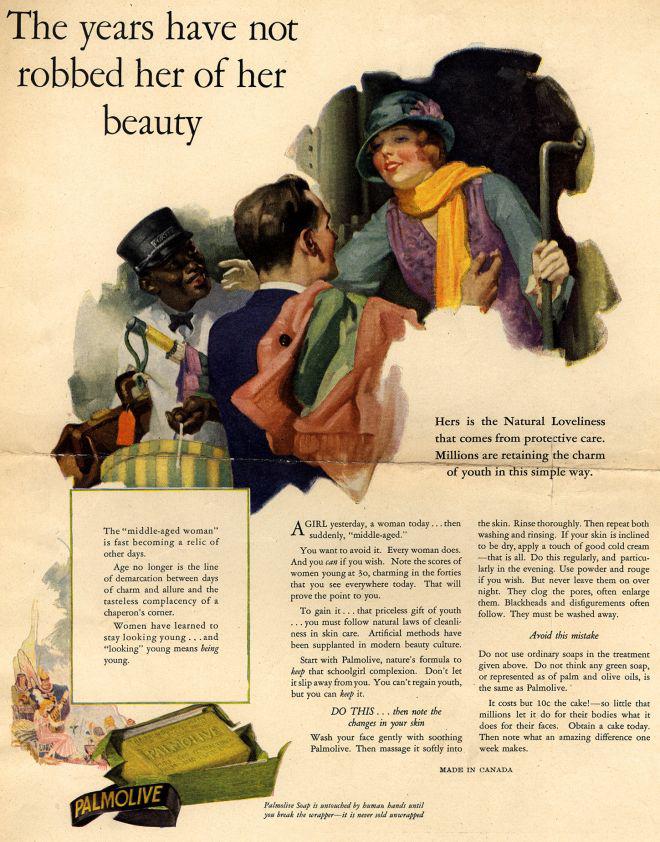 The years have not
robbed her of her
beauty
PORTER
Hers is the Natural Loveliness
that comes from protective care.
Millions are retaining the charm
of youth in this simple way.
The "middle-aged woman"
is fast becoming a relic of
other days.
Age no longer is the line
of demarcation between days
of charm and allure and the
tasteless complacency of a
chaperon's corner.
Women have learned to
stay looking young . . . and
"looking" young means being
young.
A GIRL yesterday, a woman today . . . then
suddenly, "middle-aged."
You want to avoid it. Every woman does.
And you can if you wish. Note the scores of
women young at 30, charming in the forties
that you see everywhere today. That will
prove the point to you.
To gain it . . . that priceless gift of youth
. . . you must follow natural laws of cleanli-
ness in skin care. Artificial methods have
been supplanted in modern beauty culture.
Start with Palmolive, nature's formula to
keep that schoolgirl complexion. Don't let
it slip away from you. You can't regain youth,
but you can keep it.
DO THIS . . . then note the
changes in your skin
Wash your face gently with soothing
Palmolive. Then massage it softly into
the skin. Rinse thoroughly. Then repeat both
washing and rinsing. If your skin is inclined
to be dry, apply a touch of good cold cream
—that is all. Do this regularly, and particu-
larly in the evening. Use powder and rouge
if you wish. But never leave them on over
night. They clog the pores, often enlarge
them. Blackheads and disfigurements often
follow. They must be washed away.
Avoid this mistake
Do not use ordinary soaps in the treatment
given above. Do not think any green soap,
or represented as of palm and olive oils, is
the same as Palmolive.
It costs but 10c the cake!—so little that
millions let it do for their bodies what it
does for their faces. Obtain a cake today.
Then note what an amazing difference one
week makes.
MADE IN CANADA
PALMOLIVE
PALMOLIVE
Palmolive Soap is untouched by human hands until
you break the wrapper—it is never sold unwrapped